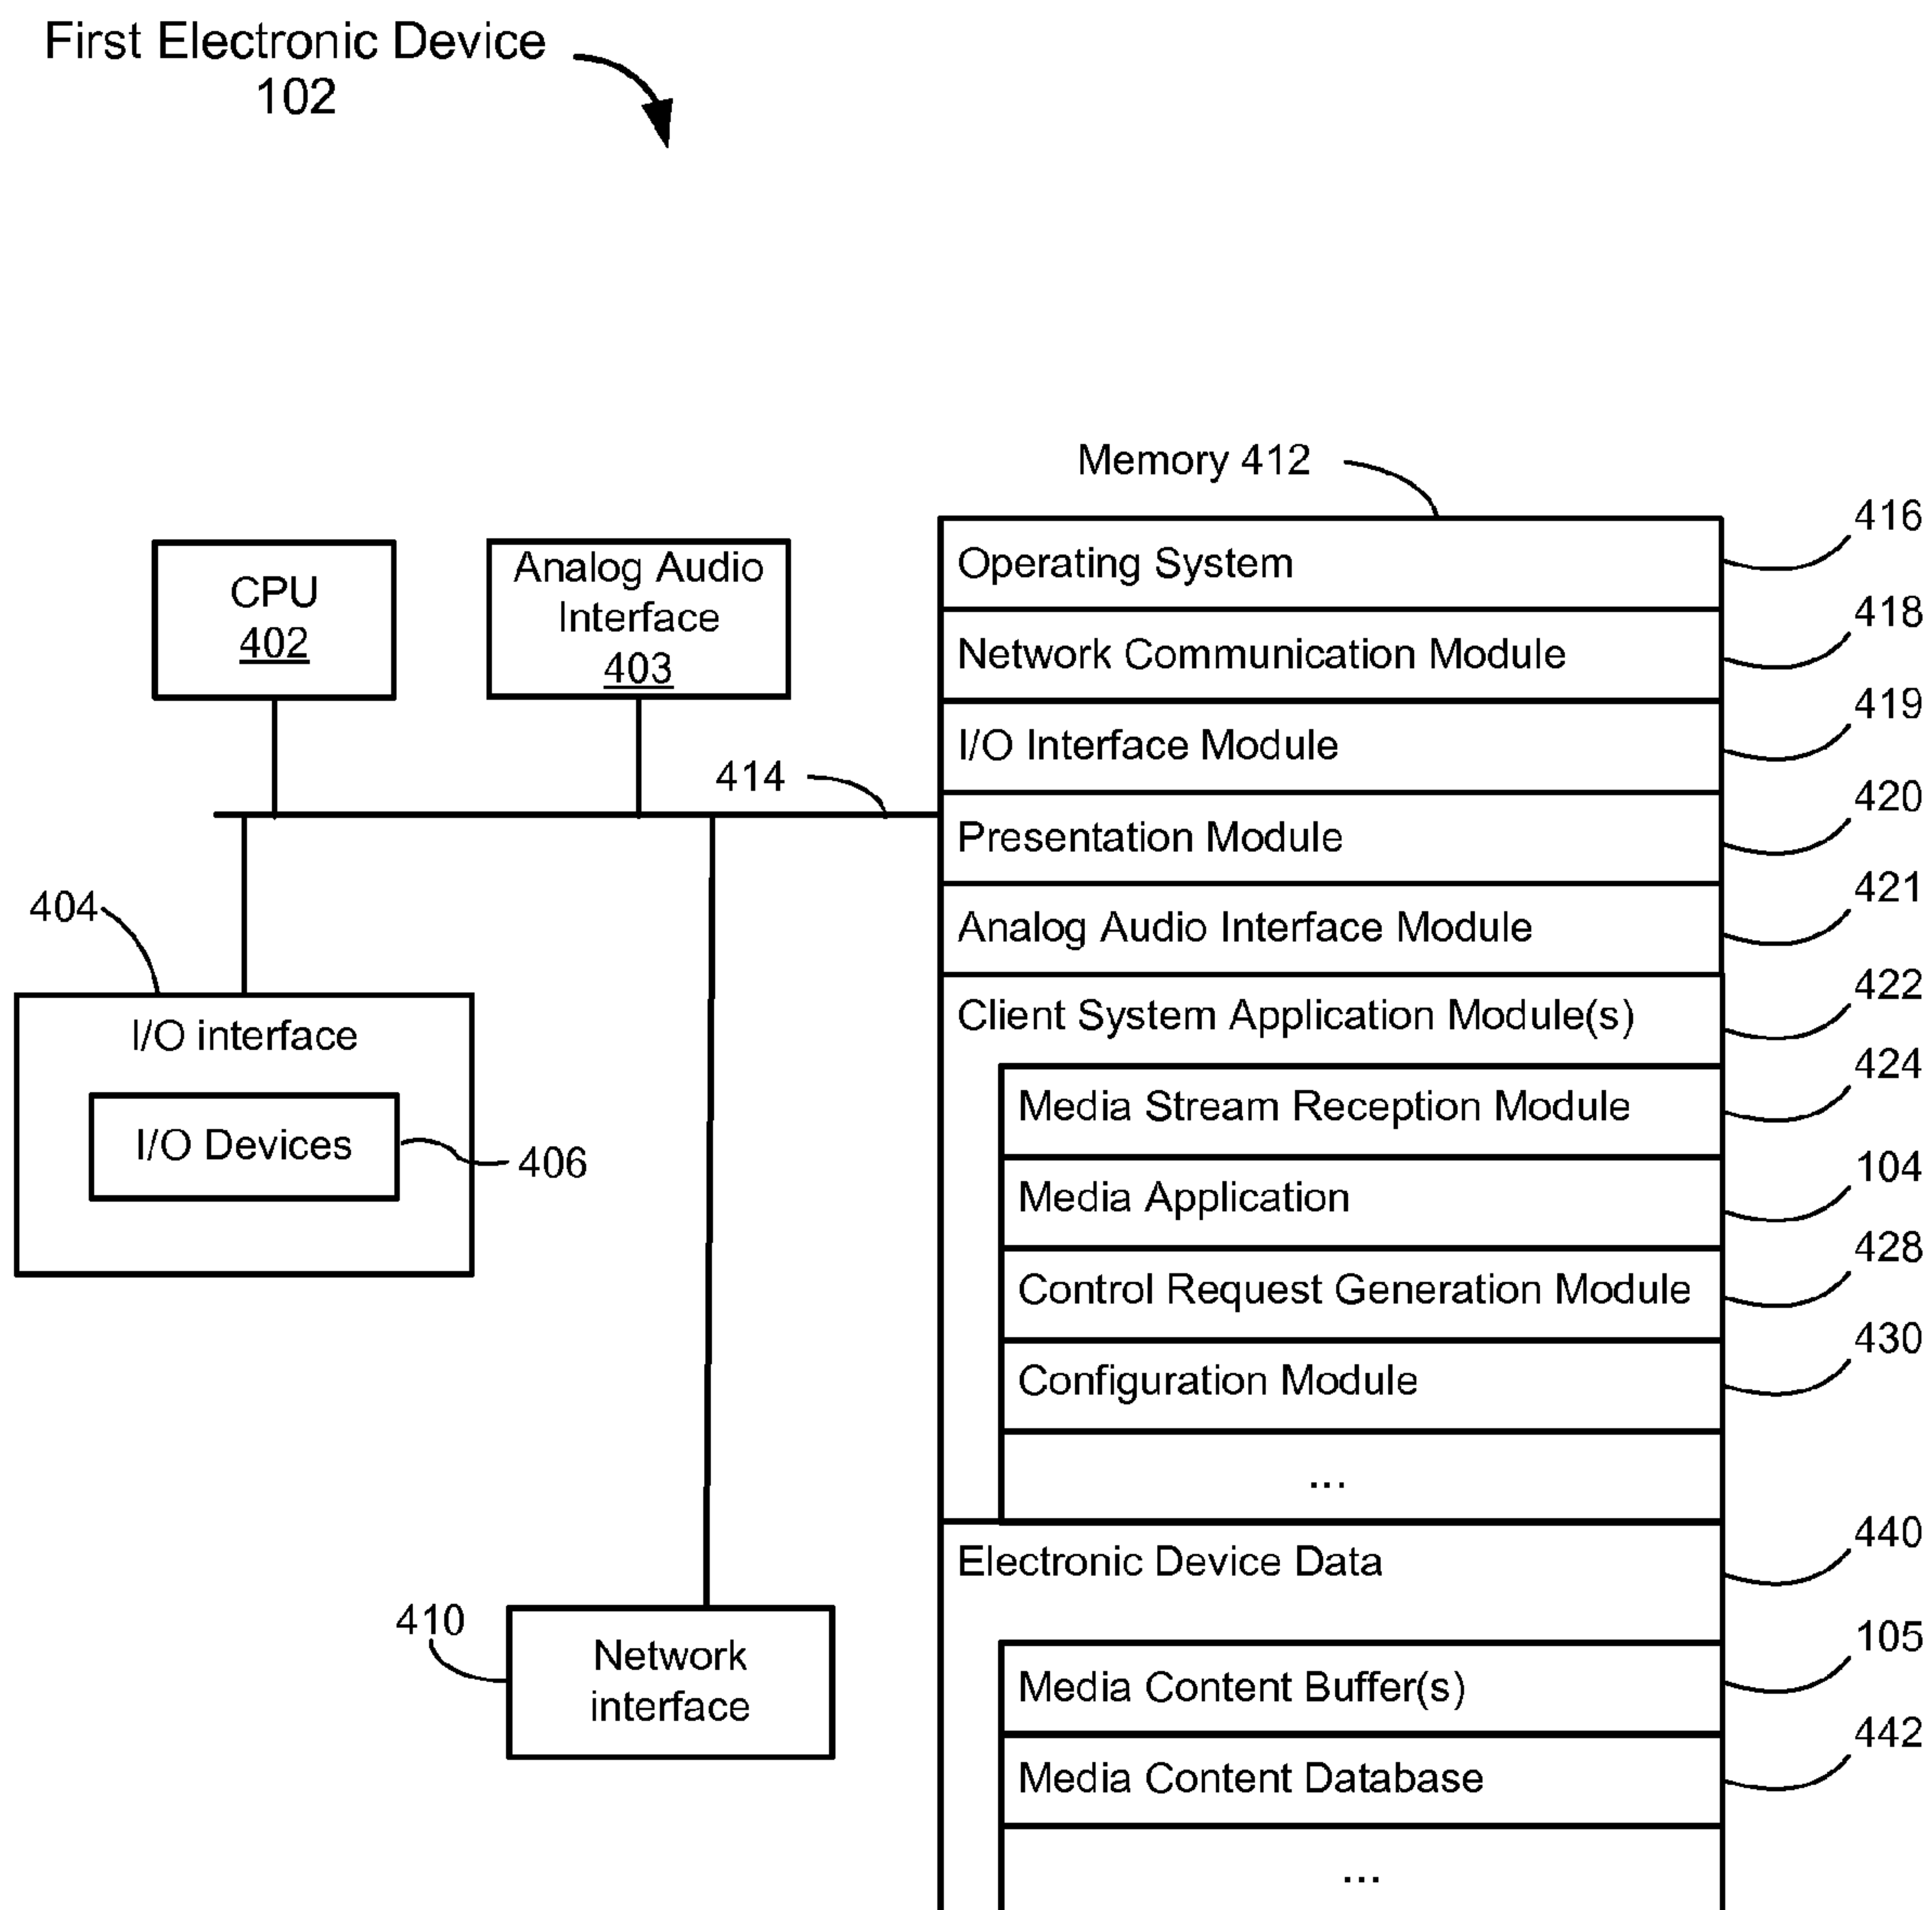 First Electronic Device
102
Memory 412
CPU
402
Analog Audio
Interface
403
414
404
I/O interface
I/O Devices
406
410
Network
interface
Operating System
416
Network Communication Module
418
I/O Interface Module
419
Presentation Module
420
Analog Audio Interface Module
421
Client System Application Module(s)
422
Media Stream Reception Module
424
Media Application
104
Control Request Generation Module
428
Configuration Module
430
...
Electronic Device Data
440
Media Content Buffer(s)
105
Media Content Database
442
...